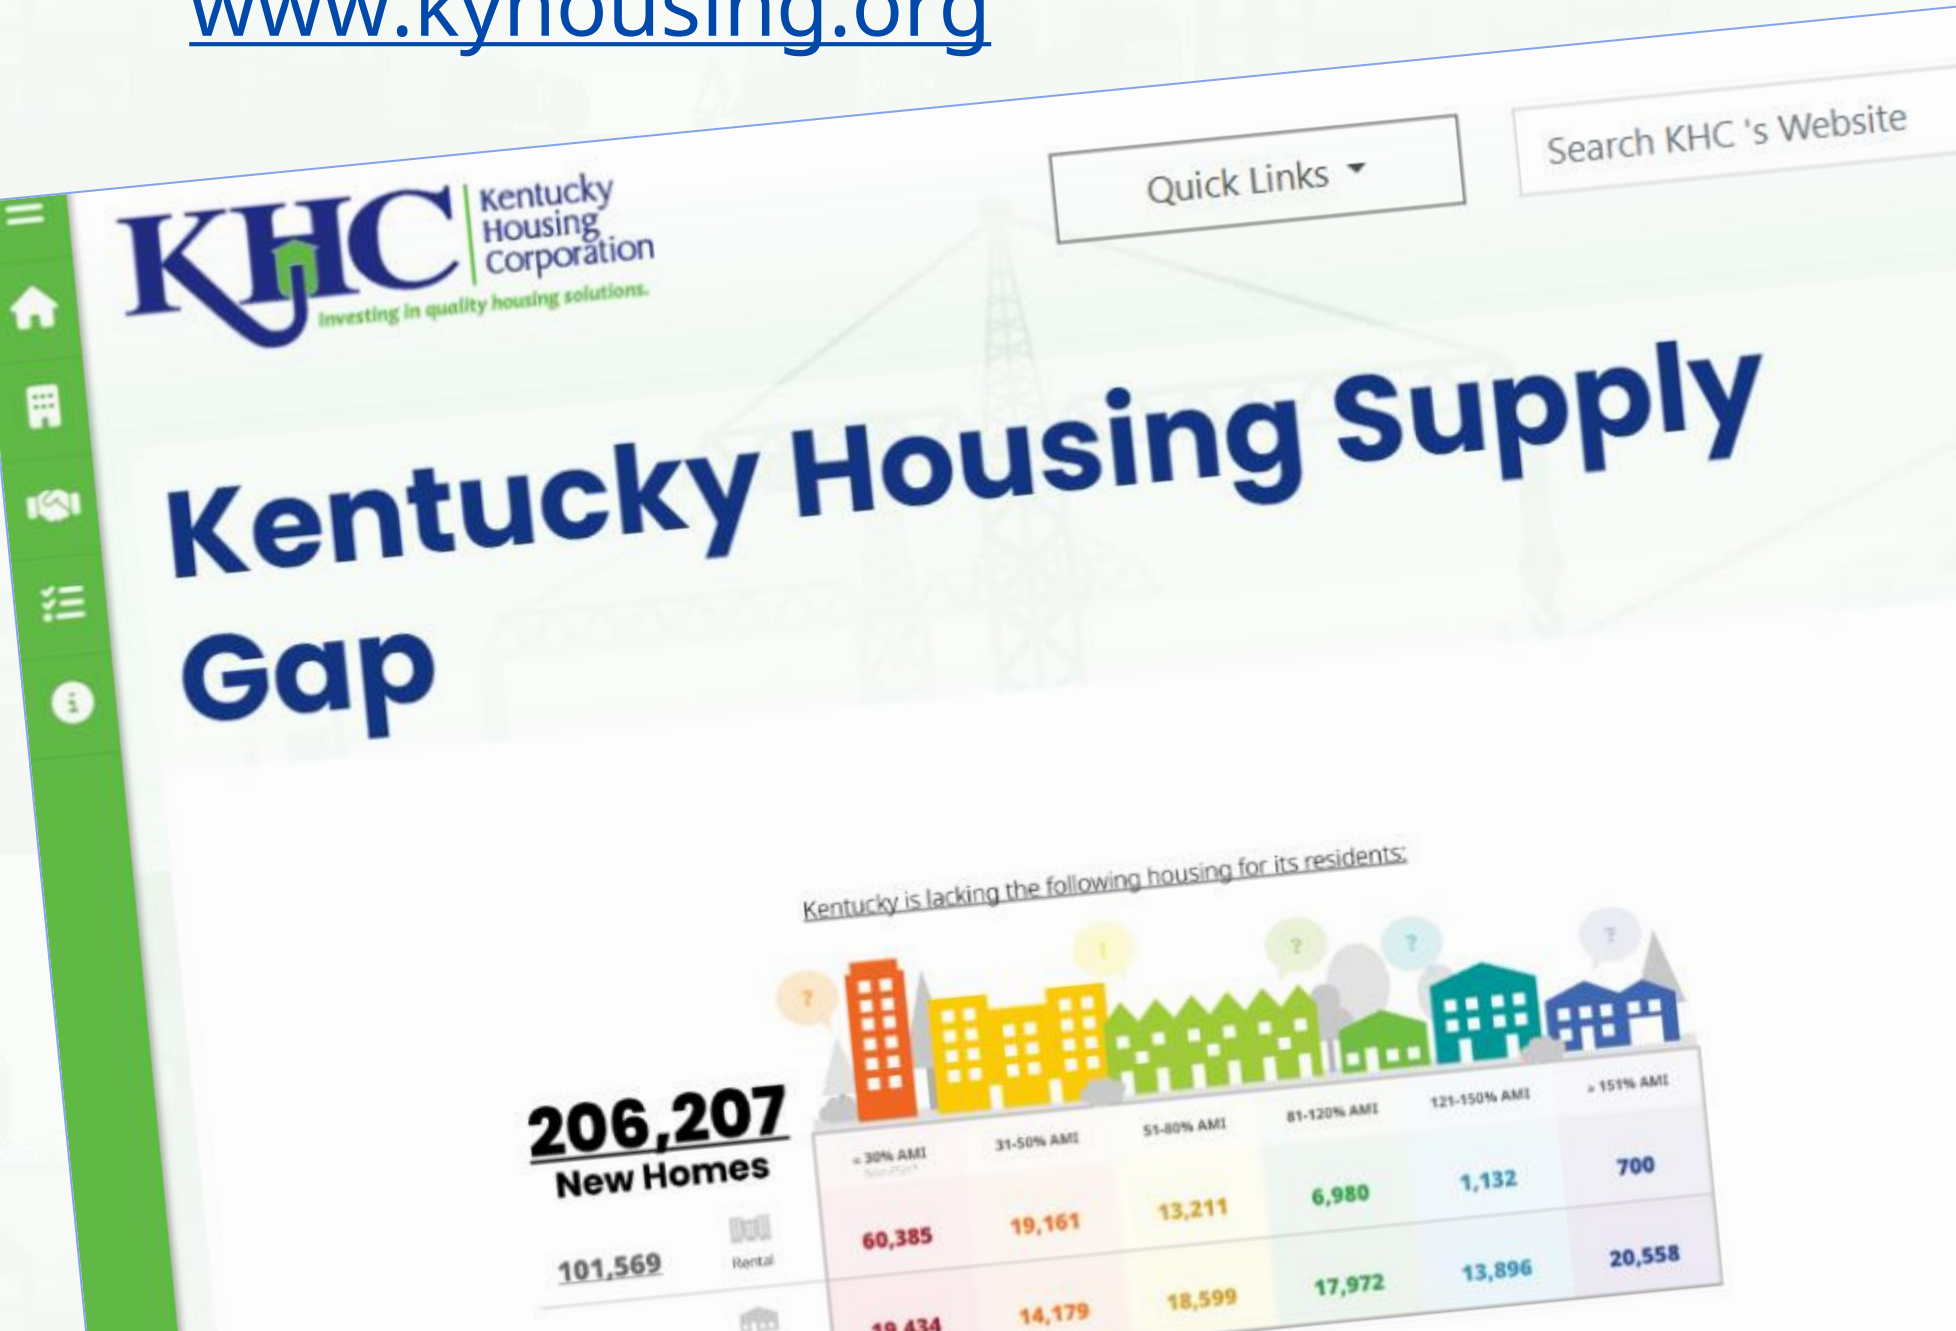 www.kyhousing.org
Quick Links
Search KHC 's Website
KHC
Kentucky
Housing
Corporation
Investing in quality housing solutions.
Kentucky Housing Supply
Gap
Kentucky is lacking the following housing for its residents:
? ! ? ? ?
206,207
New Homes
30% AMI 31-50% AMI 51-80% AMI 81-120% AMI 121-150% AMI 151% AMI
101,569 Rental 60,385 19,161 13,211 6,980 1,132 700
19,434 14,179 18,599 17,972 13,896 20,558